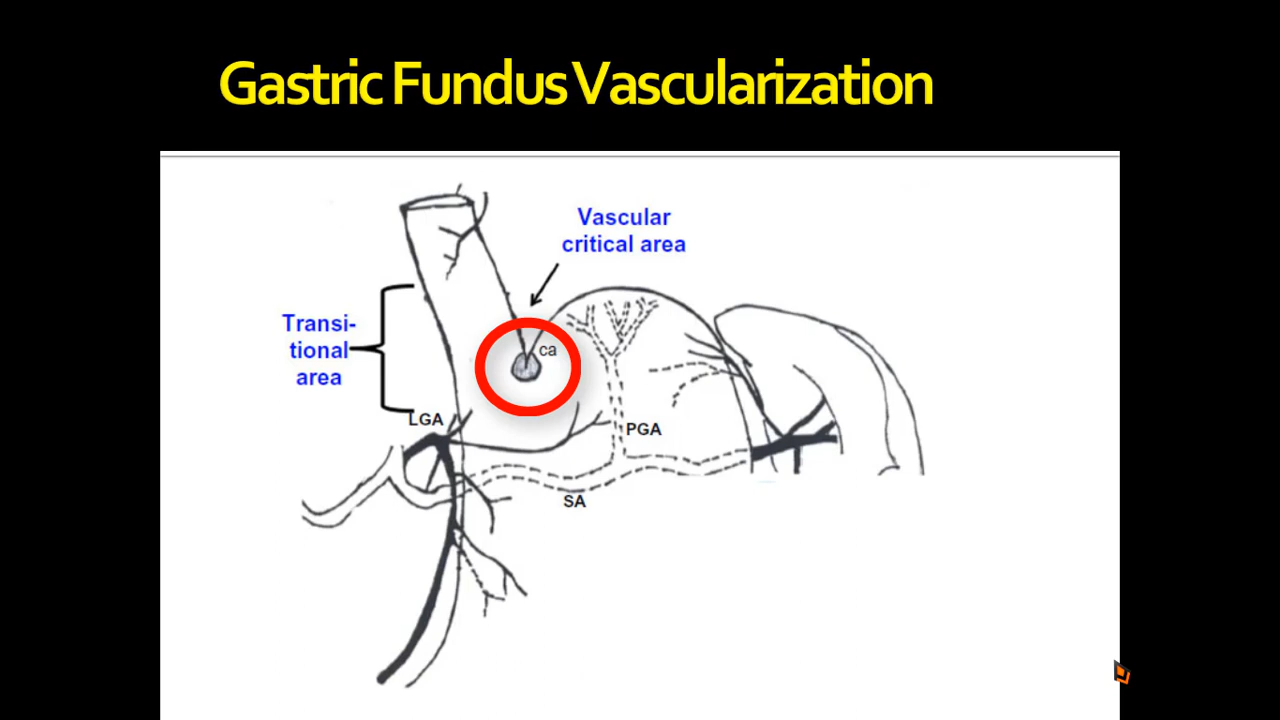 Gastric Fundus Vascularization
Vascular
critical area
Transi-
tional
area
ca
LGA
PGA
SA